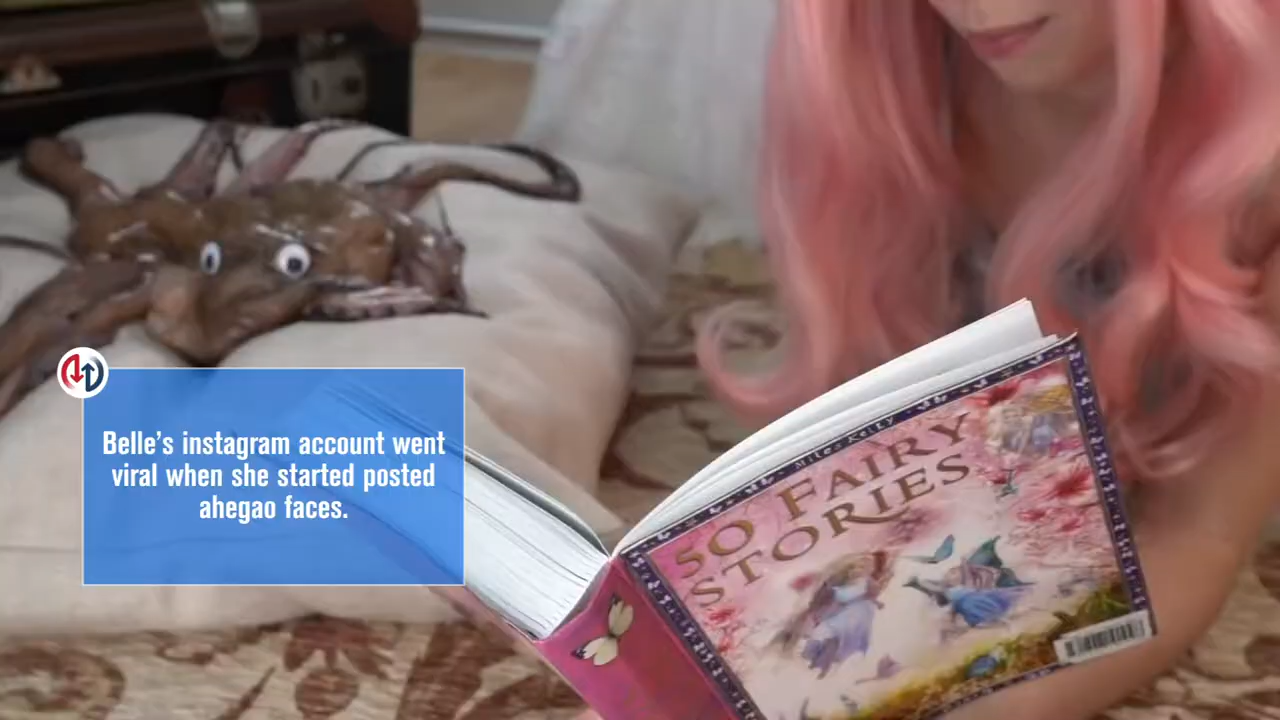 Belle's instagram account went
viral when she started posted
ahegao faces.
Miles Kelly
50 FAIRY
STORIES